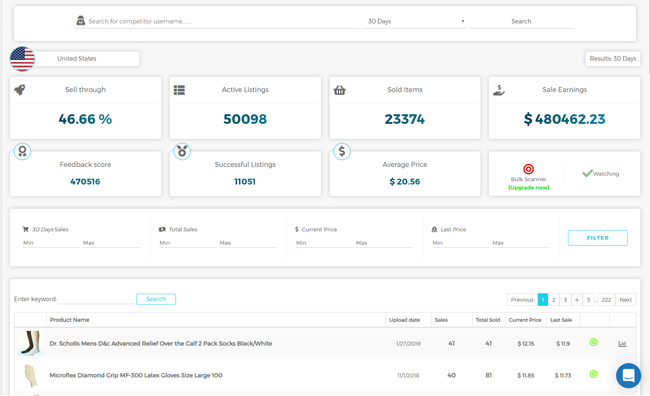 Search for competitor username.....
30 Days
Search
United States
Results: 30 Days
Sell through
46.66 %
Active Listings
50098
Sold Items
23374
Sale Earnings
$ 480462.23
Feedback score
470516
Successful Listings
11051
Average Price
$ 20.56
Bulk Scanner
[Upgrade now]
Watching
30 Days Sales
Min Max
Total Sales
Min Max
$ Current Price
Min Max
Last Price
Min Max
FILTER
Enter keyword: Search
Previous 1 2 3 4 5 ... 222 Next
Product Name Upload date Sales Total Sold Current Price Last Sale
Dr. Scholls Mens D&c Advanced Relief Over the Calf 2 Pack Socks Black/White 1/27/2019 41 41 $ 12.15 $ 11.9
Microflex Diamond Grip MF-300 Latex Gloves Size Large 100 11/1/2018 40 81 $ 11.85 $ 11.73